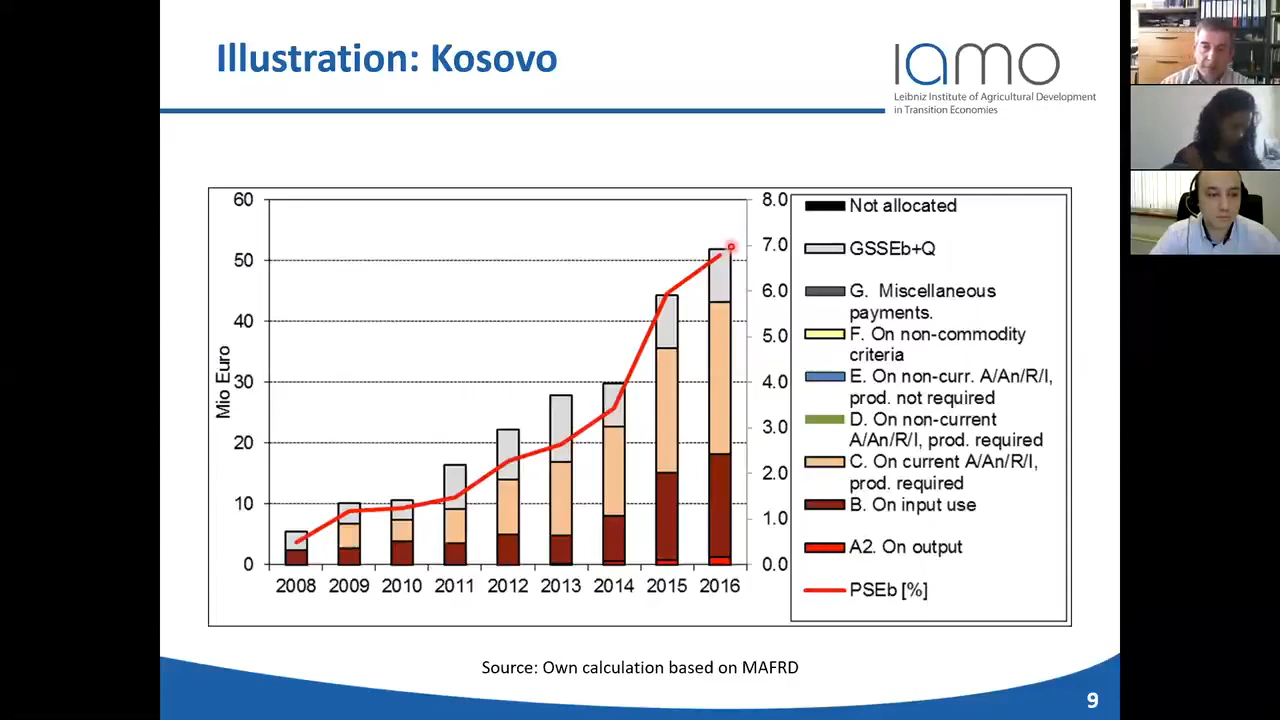 Illustration: Kosovo
IAMO
Leibniz Institute of Agricultural Development
in Transition Economies
60
50
40
30
20
10
0
Mio Euro
8.0
7.0
6.0
5.0
4.0
3.0
2.0
1.0
0.0
2008 2009 2010 2011 2012 2013 2014 2015 2016
Not allocated
GSSEb+Q
G. Miscellaneous
payments.
F. On non-commodity
criteria
E. On non-curr. A/An/R/I,
prod. not required
D. On non-current
A/An/R/I, prod. required
C. On current A/An/R/I,
prod. required
B. On input use
A2. On output
PSEb [%]
Source: Own calculation based on MAFRD
9